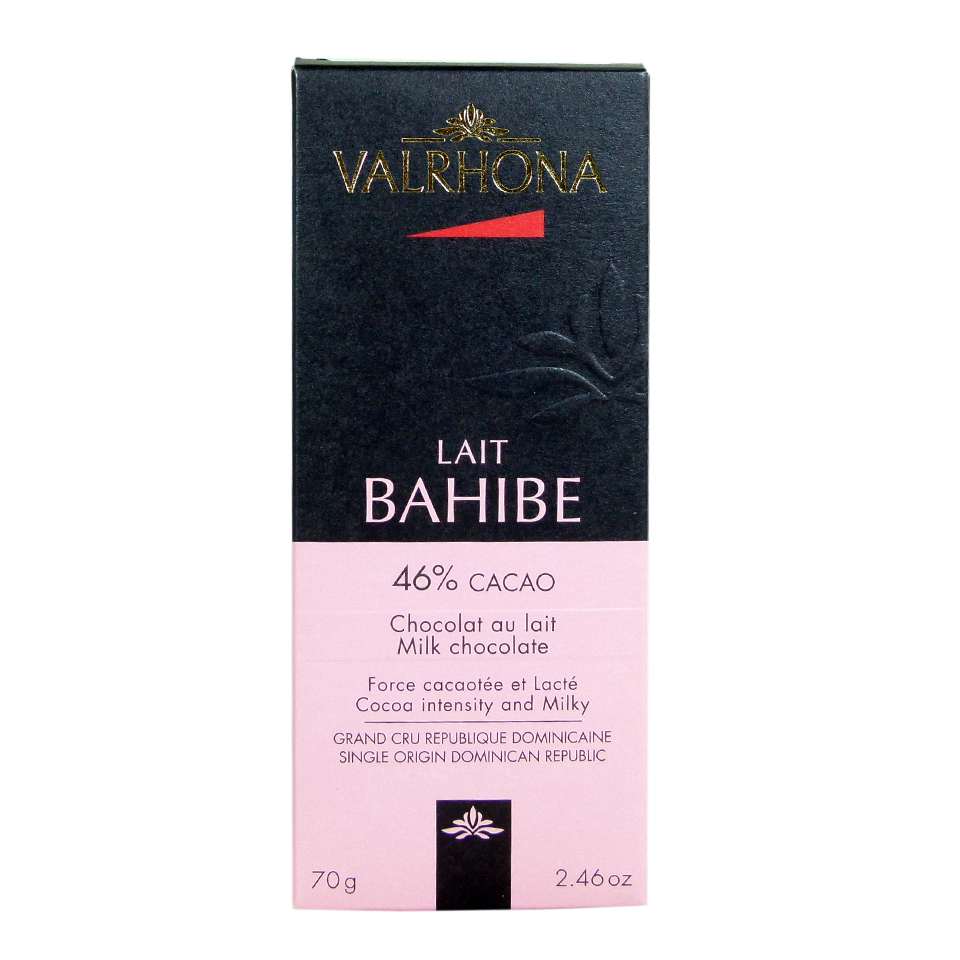 VALRHONA
LAIT
BAHIBE
46% CACAO
Chocolat au lait
Milk chocolate
Force cacaotée et Lacté
Cocoa intensity and Milky
GRAND CRU REPUBLIQUE DOMINICAINE
SINGLE ORIGIN DOMINICAN REPUBLIC
70g 2.46oz